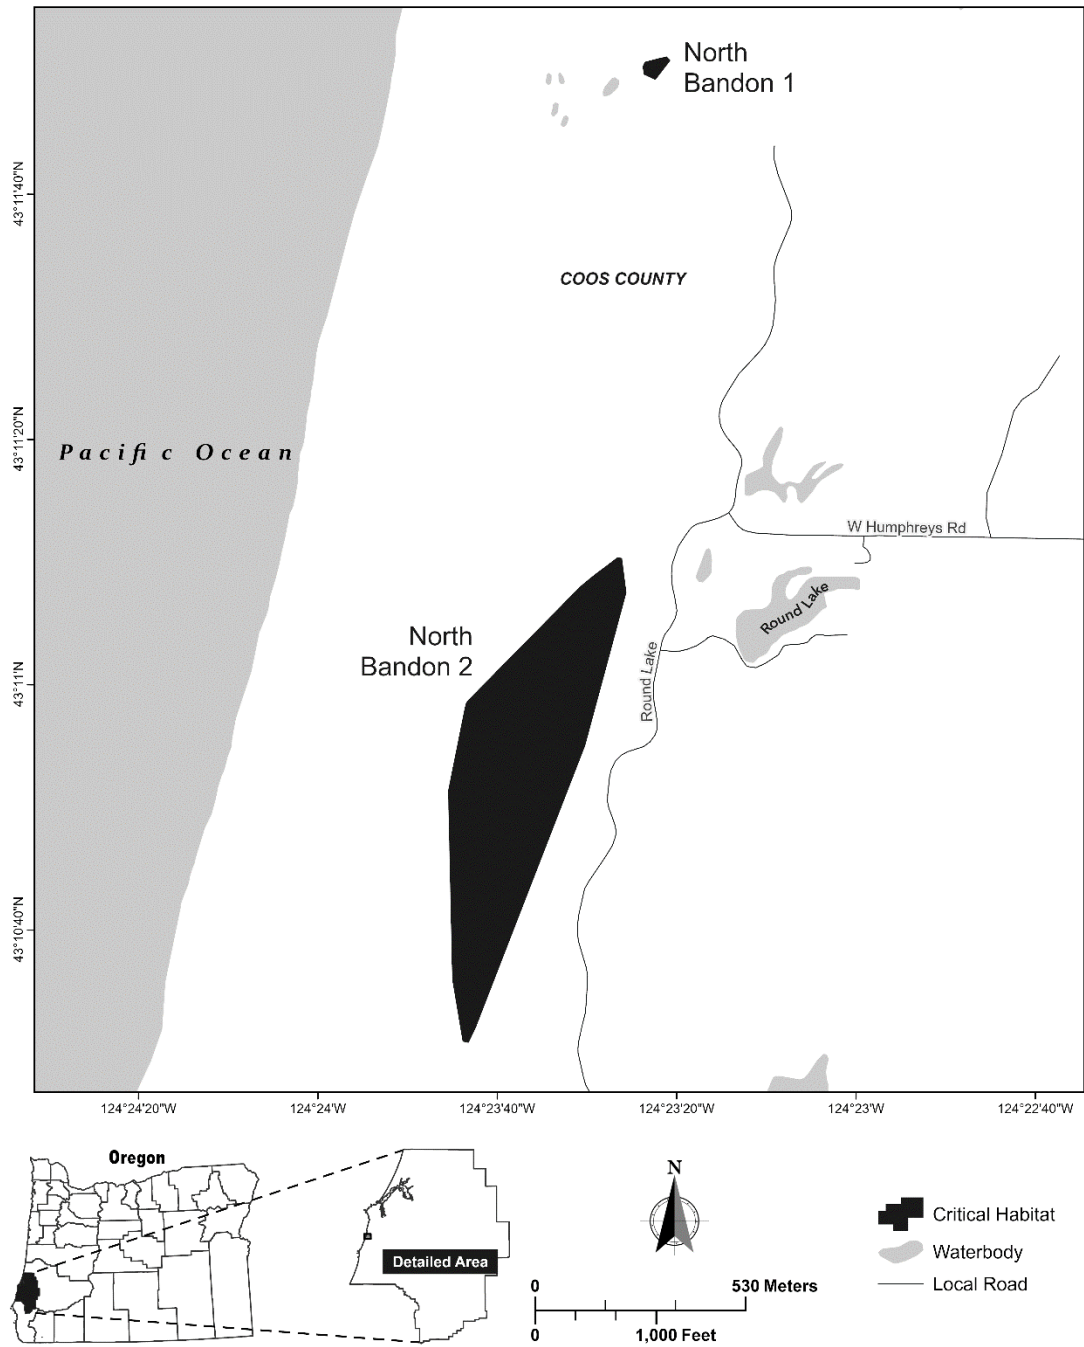 North
Bandon 1
43°11'40"N
COOS COUNTY
43°11'20"N
Pacific Ocean
W Humphreys Rd
Round Lake
North
Bandon 2
Round Lake
43°11'N
43°10'40"N
124°24'20"W
124°24'W
124°23'40"W
124°23'20"W
124°23'W
124°22'40"W
Oregon
Detailed Area
N
0
530 Meters
0
1,000 Feet
Critical Habitat
Waterbody
Local Road